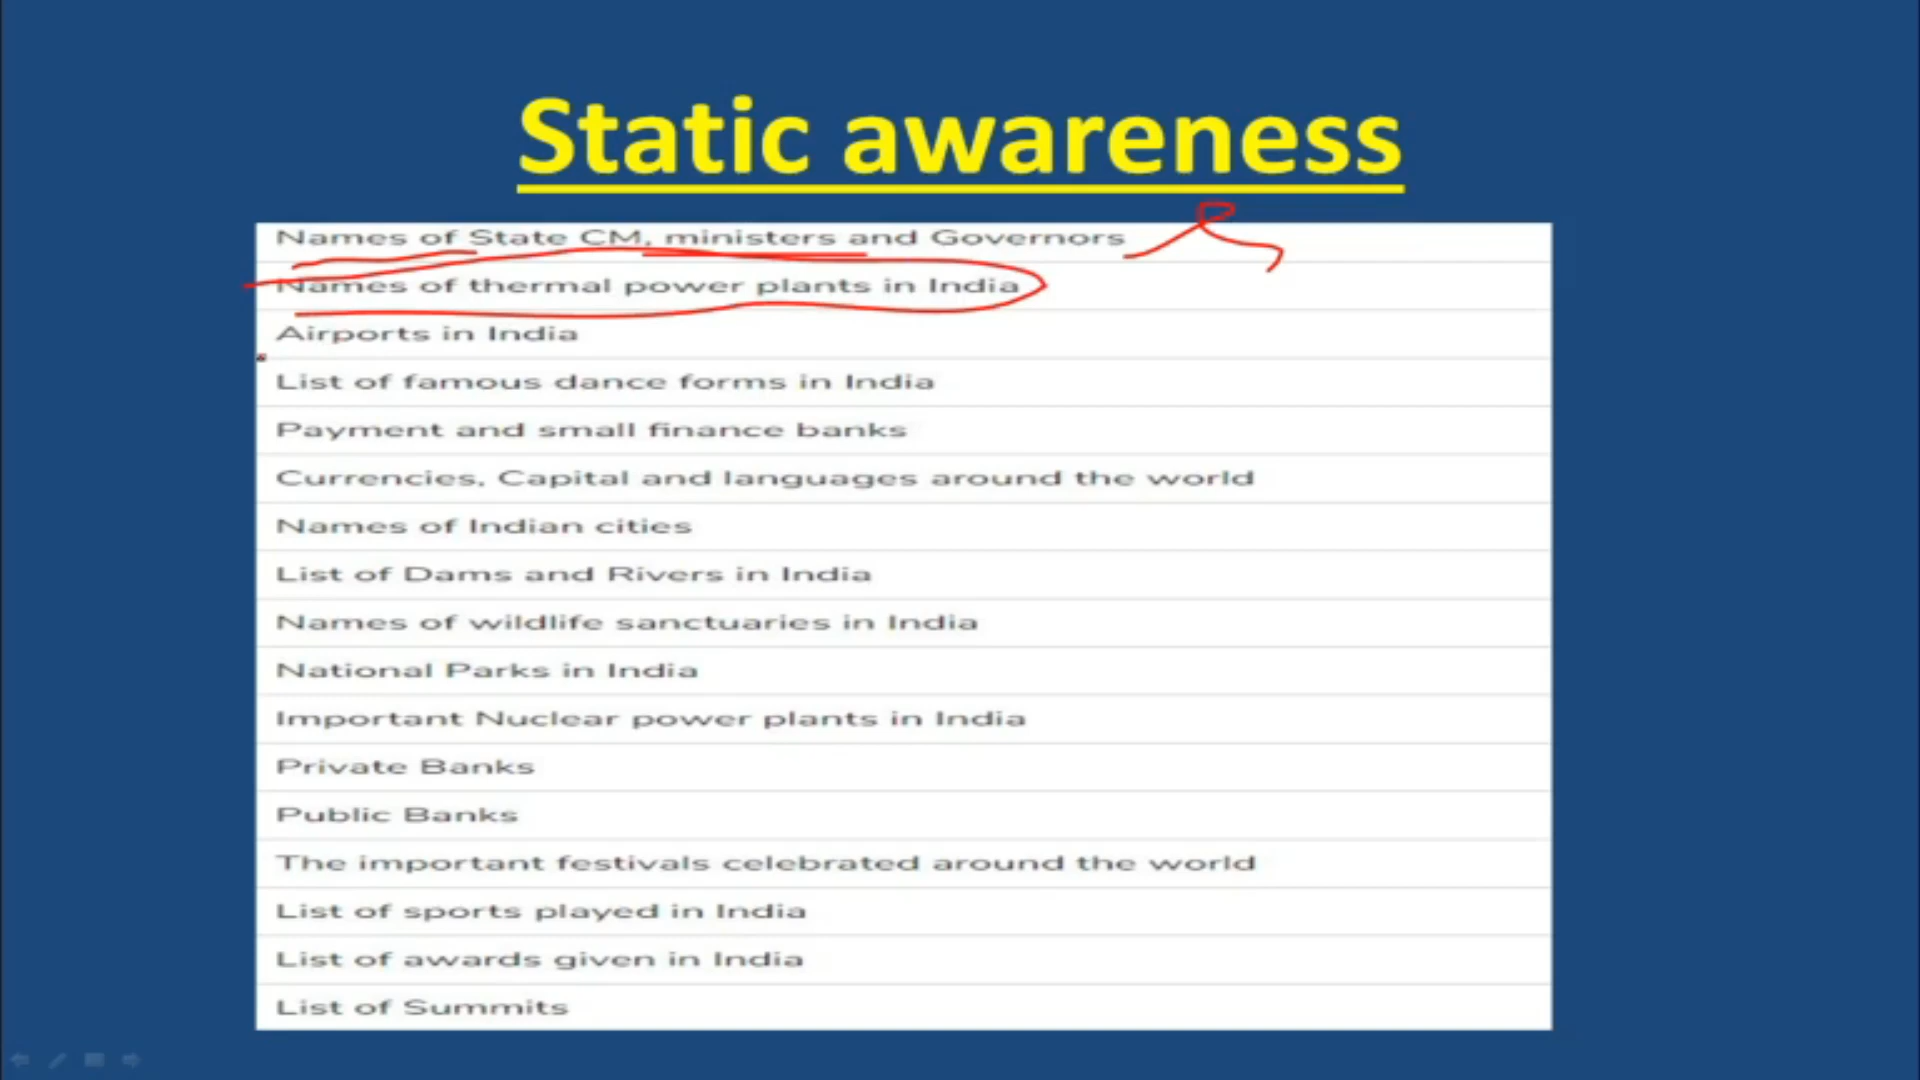 Static awareness
Names of State CM, ministers and Governors
Names of thermal power plants in India
Airports in India
List of famous dance forms in India
Payment and small finance banks
Currencies, Capital and languages around the world
Names of Indian cities
List of Dams and Rivers in India
Names of wildlife sanctuaries in India
National Parks in India
Important Nuclear power plants in India
Private Banks
Public Banks
The important festivals celebrated around the world
List of sports played in India
List of awards given in India
List of Summits